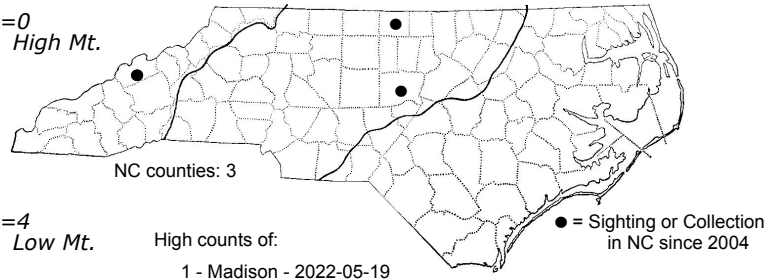 =0
High Mt.
NC counties: 3
=4
Low Mt.
High counts of:
1 - Madison - 2022-05-19
● = Sighting or Collection
in NC since 2004